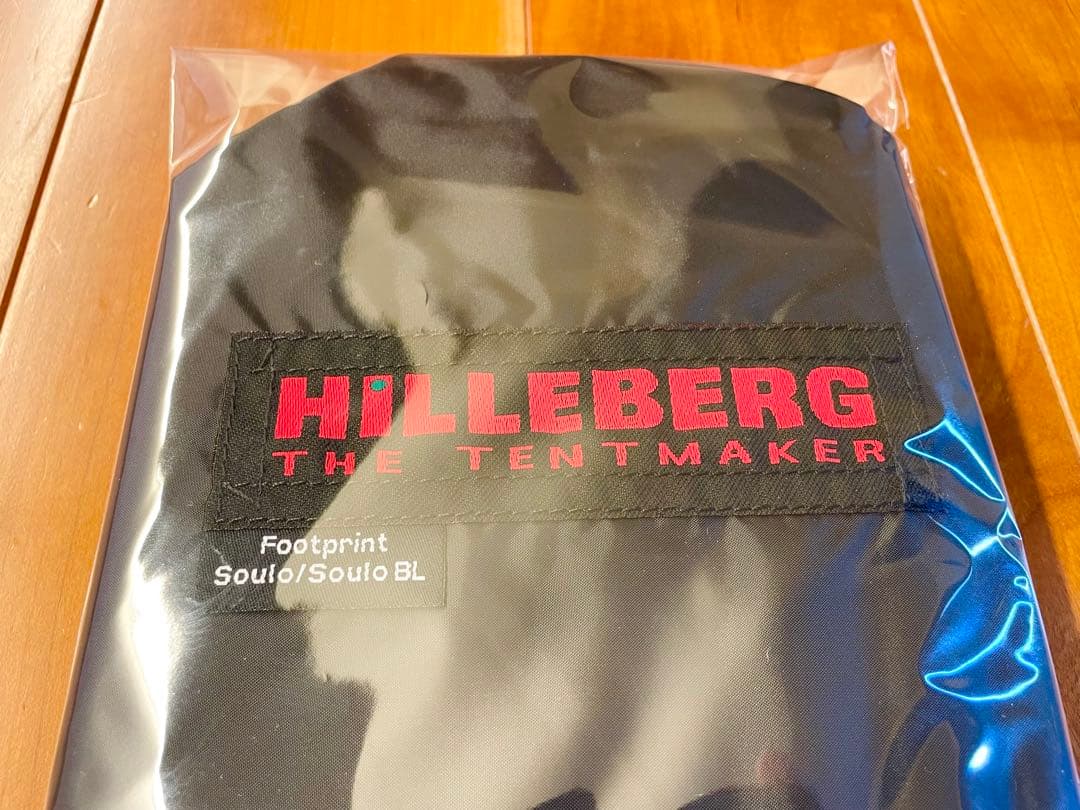 HiLLEBERG
THE TENTMAKER
Footprint
Soulo/Soulo BL